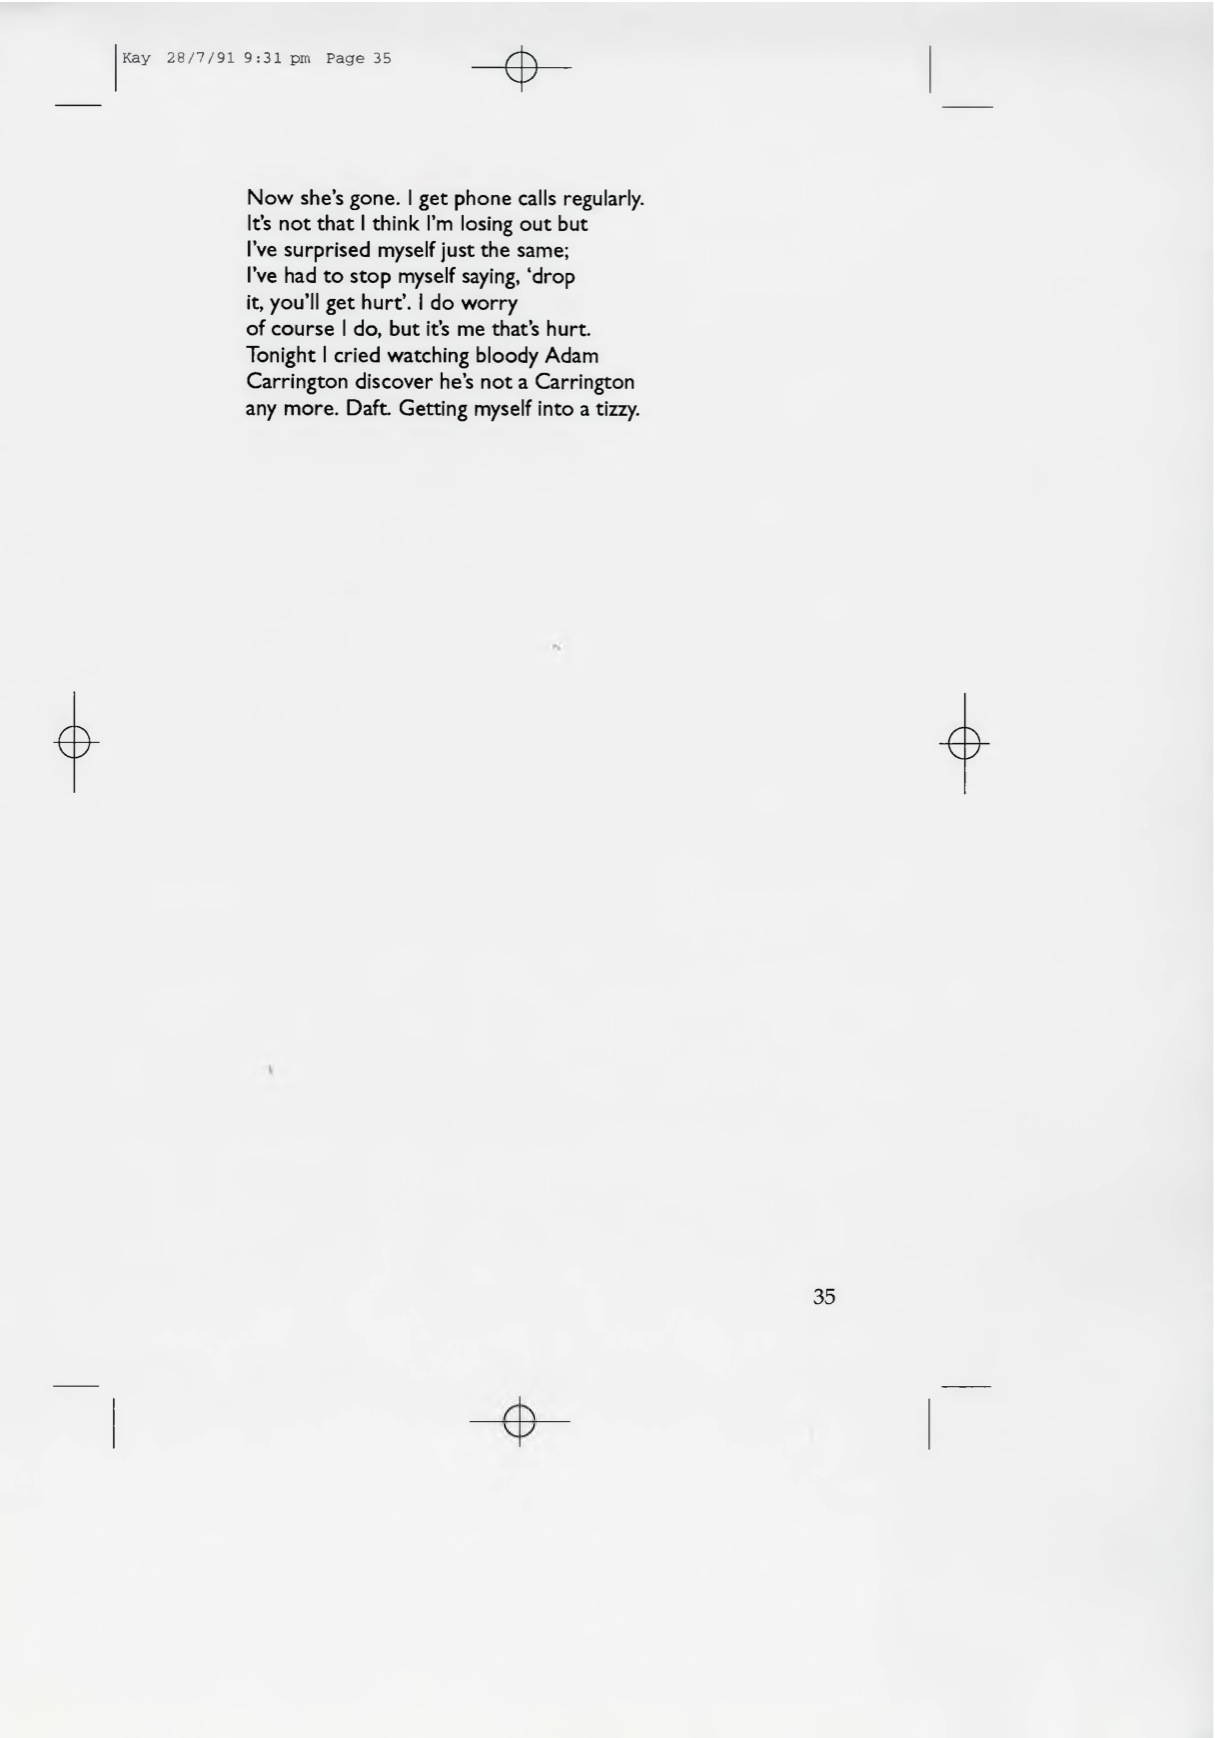 Kay 28/7/91 9:31 pm Page 35
Now she's gone. I get phone calls regularly.
It's not that I think I'm losing out but
I've surprised myself just the same;
I've had to stop myself saying, ‘drop
it, you'll get hurt’. I do worry
of course I do, but it's me that's hurt.
Tonight I cried watching bloody Adam
Carrington discover he's not a Carrington
any more. Daft. Getting myself into a tizzy.
35